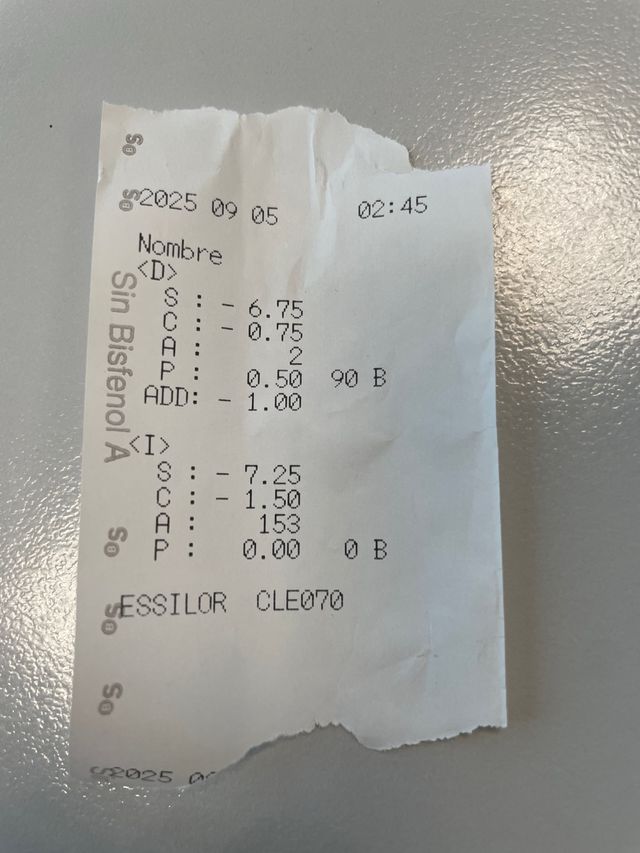 2025 09 05 02:45
Nombre
<D>
S : - 6.75
C : - 0.75
A : 2
P : 0.50 90 B
ADD: - 1.00
<I>
S : - 7.25
C : - 1.50
A : 153
P : 0.00 0 B
ESSILOR CLE070
2025
Sin Bisfenol A